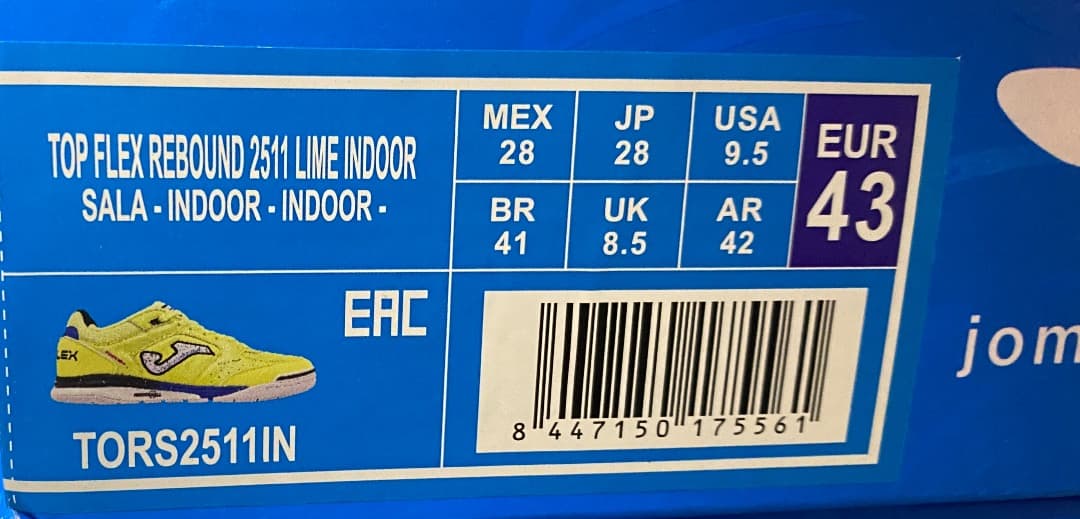 TOP FLEX REBOUND 2511 LIME INDOOR
SALA - INDOOR - INDOOR -
MEX
28
JP
28
USA
9.5
BR
41
UK
8.5
AR
42
EUR
43
LEX
EAC
TORS2511IN
8 447150 175561
jom